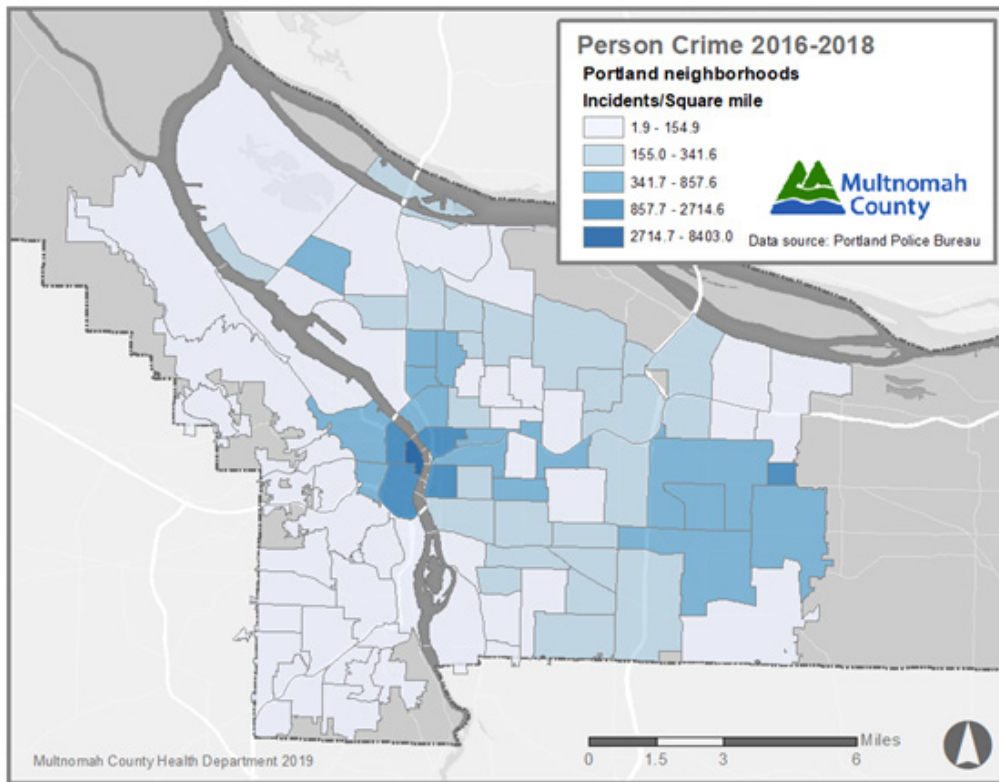 Person Crime 2016-2018
Portland neighborhoods
Incidents/Square mile
1.9 - 154.9
155.0 - 341.6
341.7 - 857.6
857.7 - 2714.6
2714.7 - 8403.0
Multnomah
County
Data source: Portland Police Bureau
Multnomah County Health Department 2019
Miles
0 1.5 3 6